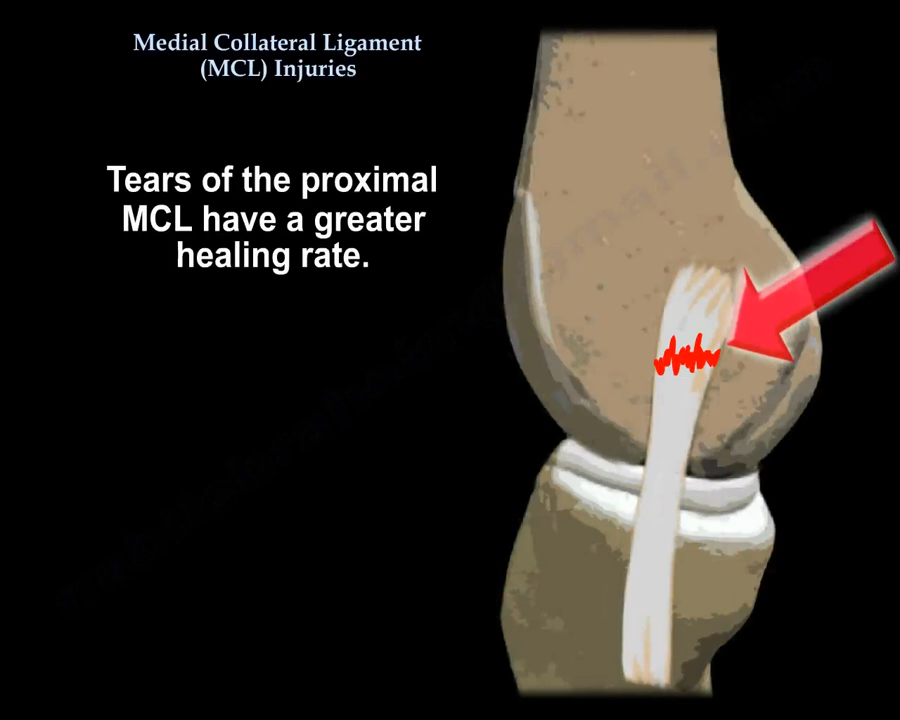 Medial Collateral Ligament
(MCL) Injuries
Tears of the proximal
MCL have a greater
healing rate.